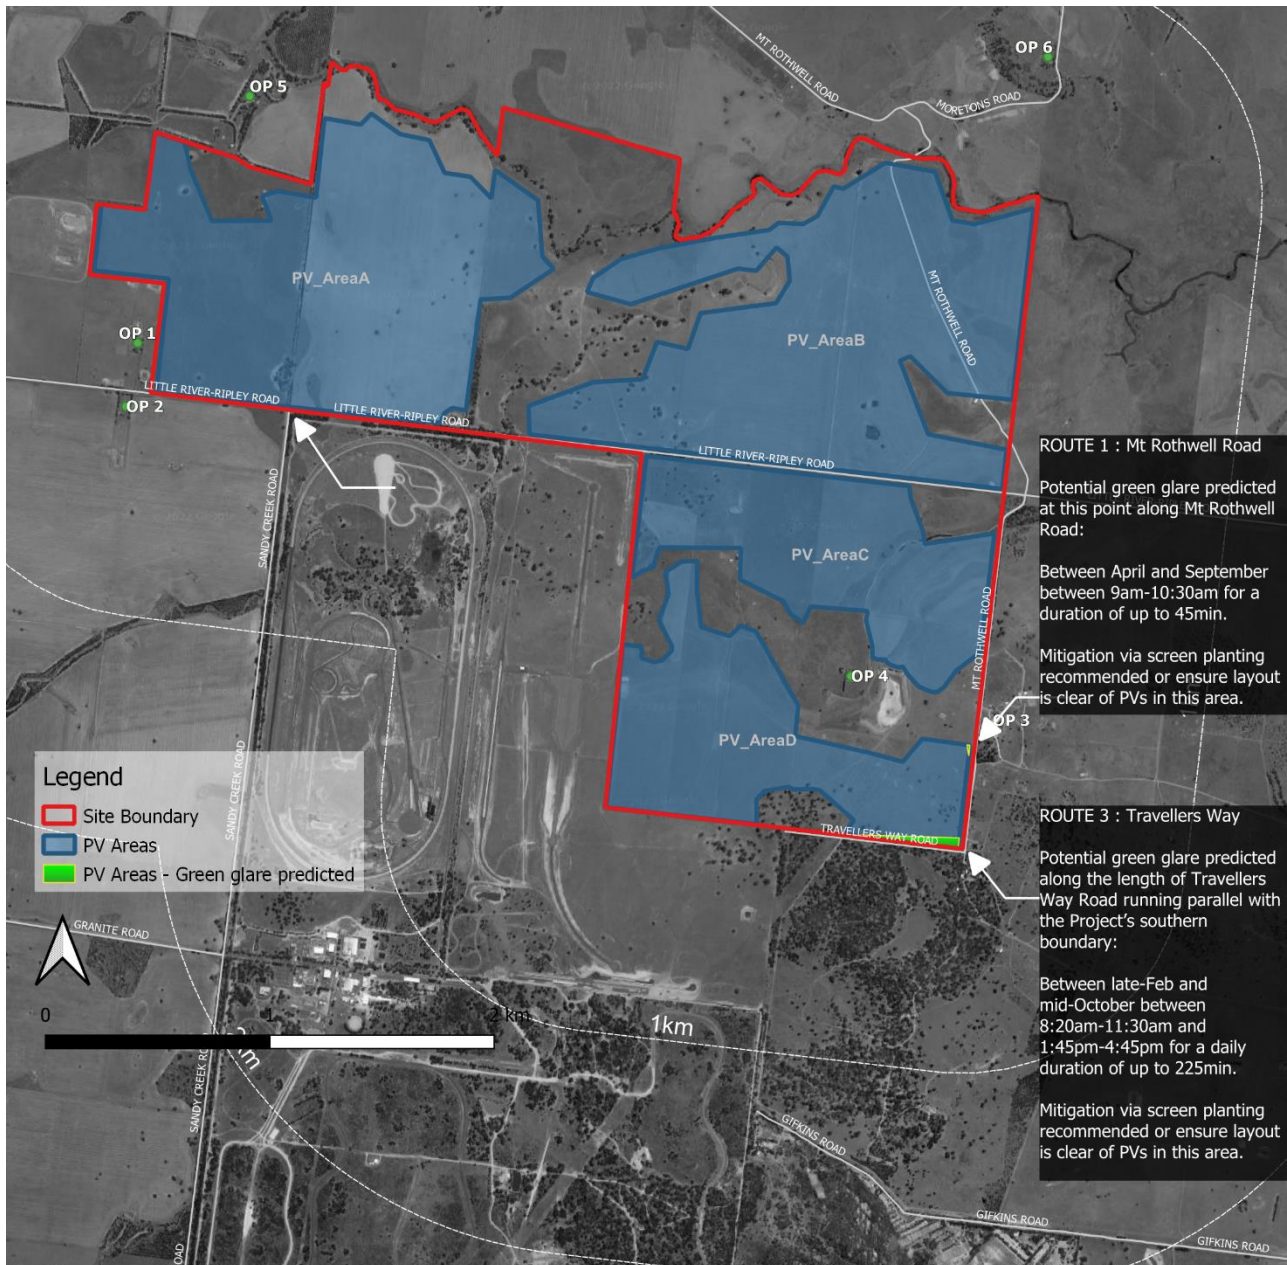 MT ROTHWELL ROAD
OP 6
MORETONS ROAD
OP 5
PV_AreaA
MT ROTHWELL ROAD
OP 1
PV_AreaB
LITTLE RIVER-RIPLEY ROAD
OP 2
LITTLE RIVER-RIPLEY ROAD
LITTLE RIVER-RIPLEY ROAD
SANDY CREEK ROAD
PV_AreaC
MT ROTHWELL ROAD
OP 4
OP 3
PV_AreaD
ROUTE 1 : Mt Rothwell Road
Potential green glare predicted
at this point along Mt Rothwell
Road:
Between April and September
between 9am-10:30am for a
duration of up to 45min.
Mitigation via screen planting
recommended or ensure layout
is clear of PVs in this area.
Legend
Site Boundary
PV Areas
PV Areas - Green glare predicted
SANDY CREEK ROAD
TRAVELLERS WAY ROAD
ROUTE 3 : Travellers Way
Potential green glare predicted
along the length of Travellers
Way Road running parallel with
the Project's southern
boundary:
Between late-Feb and
mid-October between
8:20am-11:30am and
1:45pm-4:45pm for a daily
duration of up to 225min.
Mitigation via screen planting
recommended or ensure layout
is clear of PVs in this area.
GRANITE ROAD
0
1
2 km
1km
SANDY CREEK ROAD
GIFKINS ROAD
GIFKINS ROAD
GIFKINS ROAD
ROAD